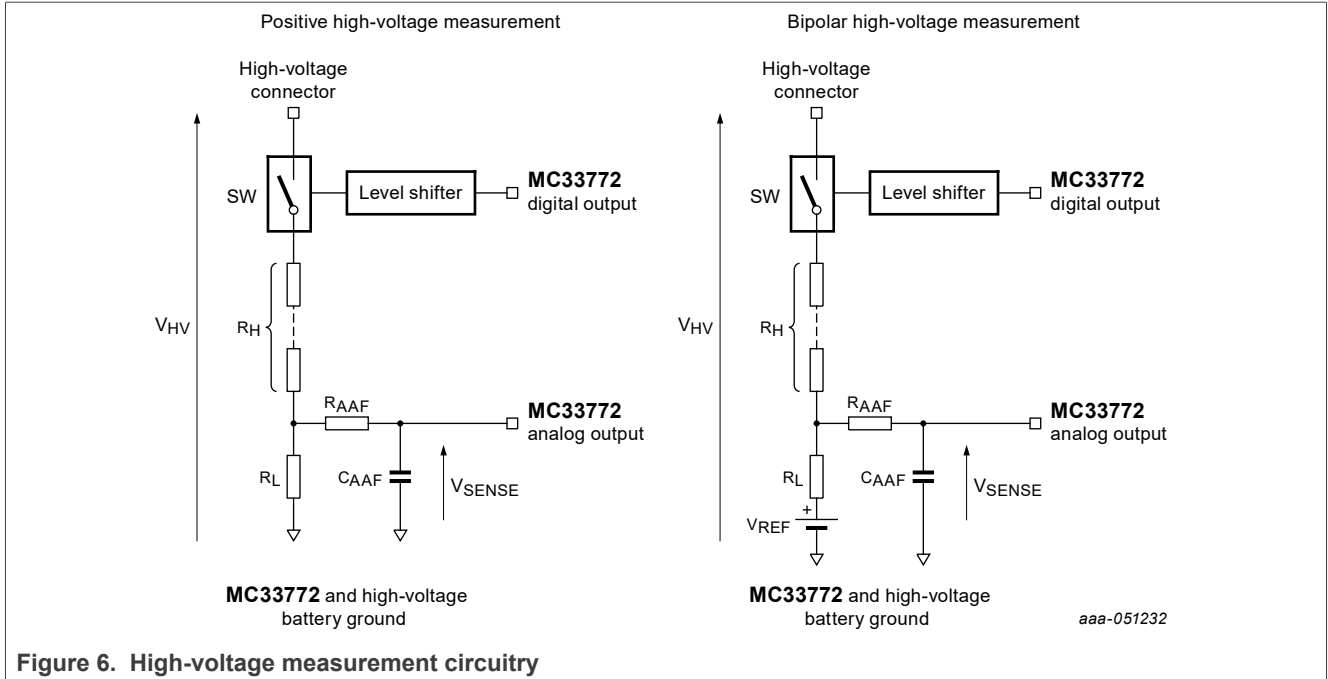 Positive high-voltage measurement
High-voltage
connector
SW
Level shifter
MC33772
digital output
VHV
RH
RAAF
MC33772
analog output
RL
CAAF
VSENSE
MC33772 and high-voltage
battery ground
Bipolar high-voltage measurement
High-voltage
connector
SW
Level shifter
MC33772
digital output
VHV
RH
RAAF
MC33772
analog output
RL
CAAF
VSENSE
+
VREF
MC33772 and high-voltage
battery ground
aaa-051232
Figure 6. High-voltage measurement circuitry